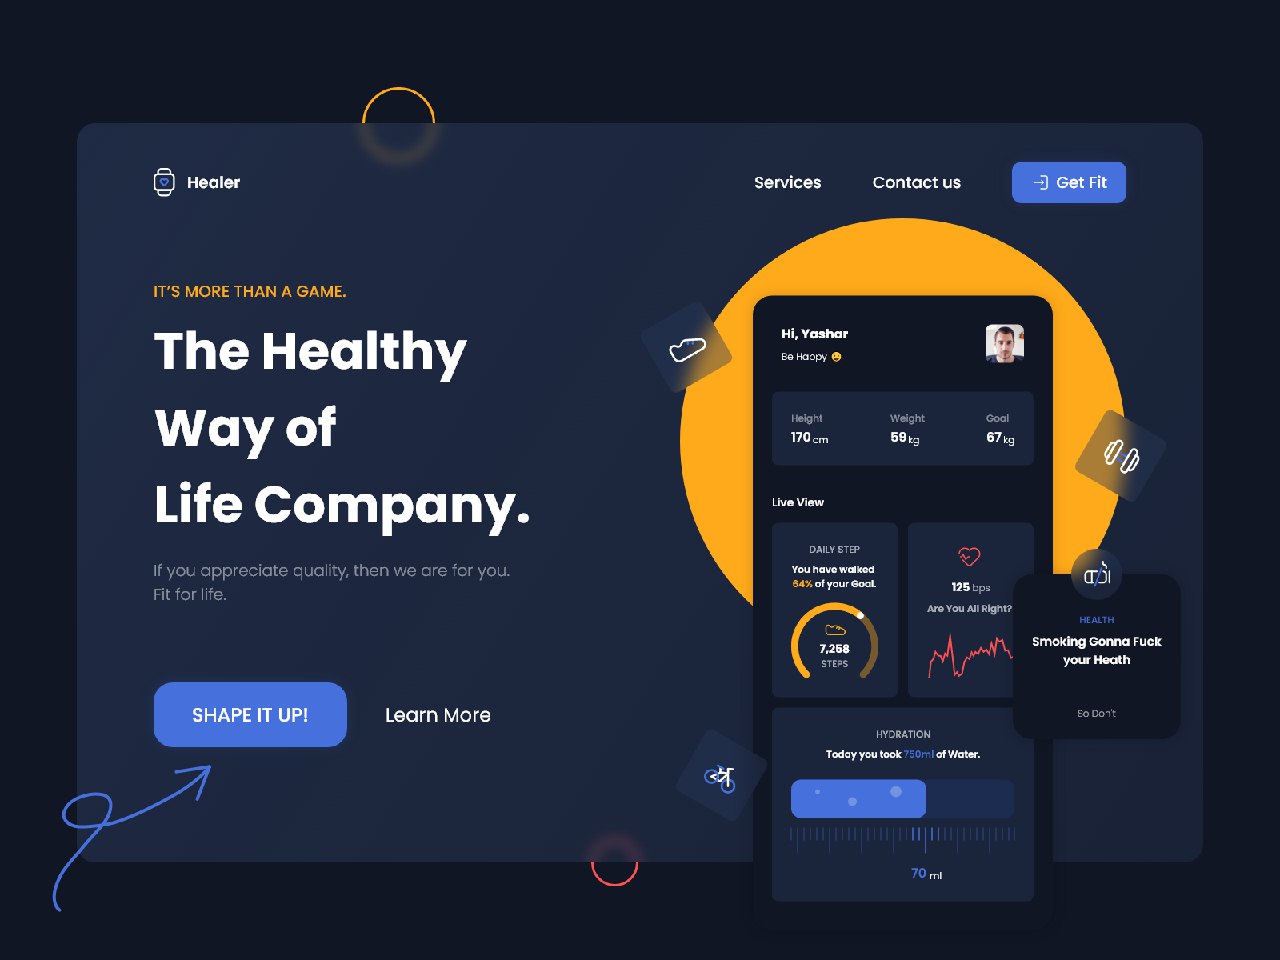 Healer
Services
Contact us
Get Fit
IT'S MORE THAN A GAME.
The Healthy
Way of
Life Company.
If you appreciate quality, then we are for you.
Fit for life.
SHAPE IT UP!
Learn More
Hi, Yashar
Be Happy
Height
Weight
Goal
170 cm
59 kg
67 kg
Live View
DAILY STEP
You have walked
64% of your Goal.
7,258
STEPS
125 bps
Are You All Right?
HEALTH
Smoking Gonna Fuck
your Heath
So Don't
HYDRATION
Today you took 750ml of Water.
70 ml